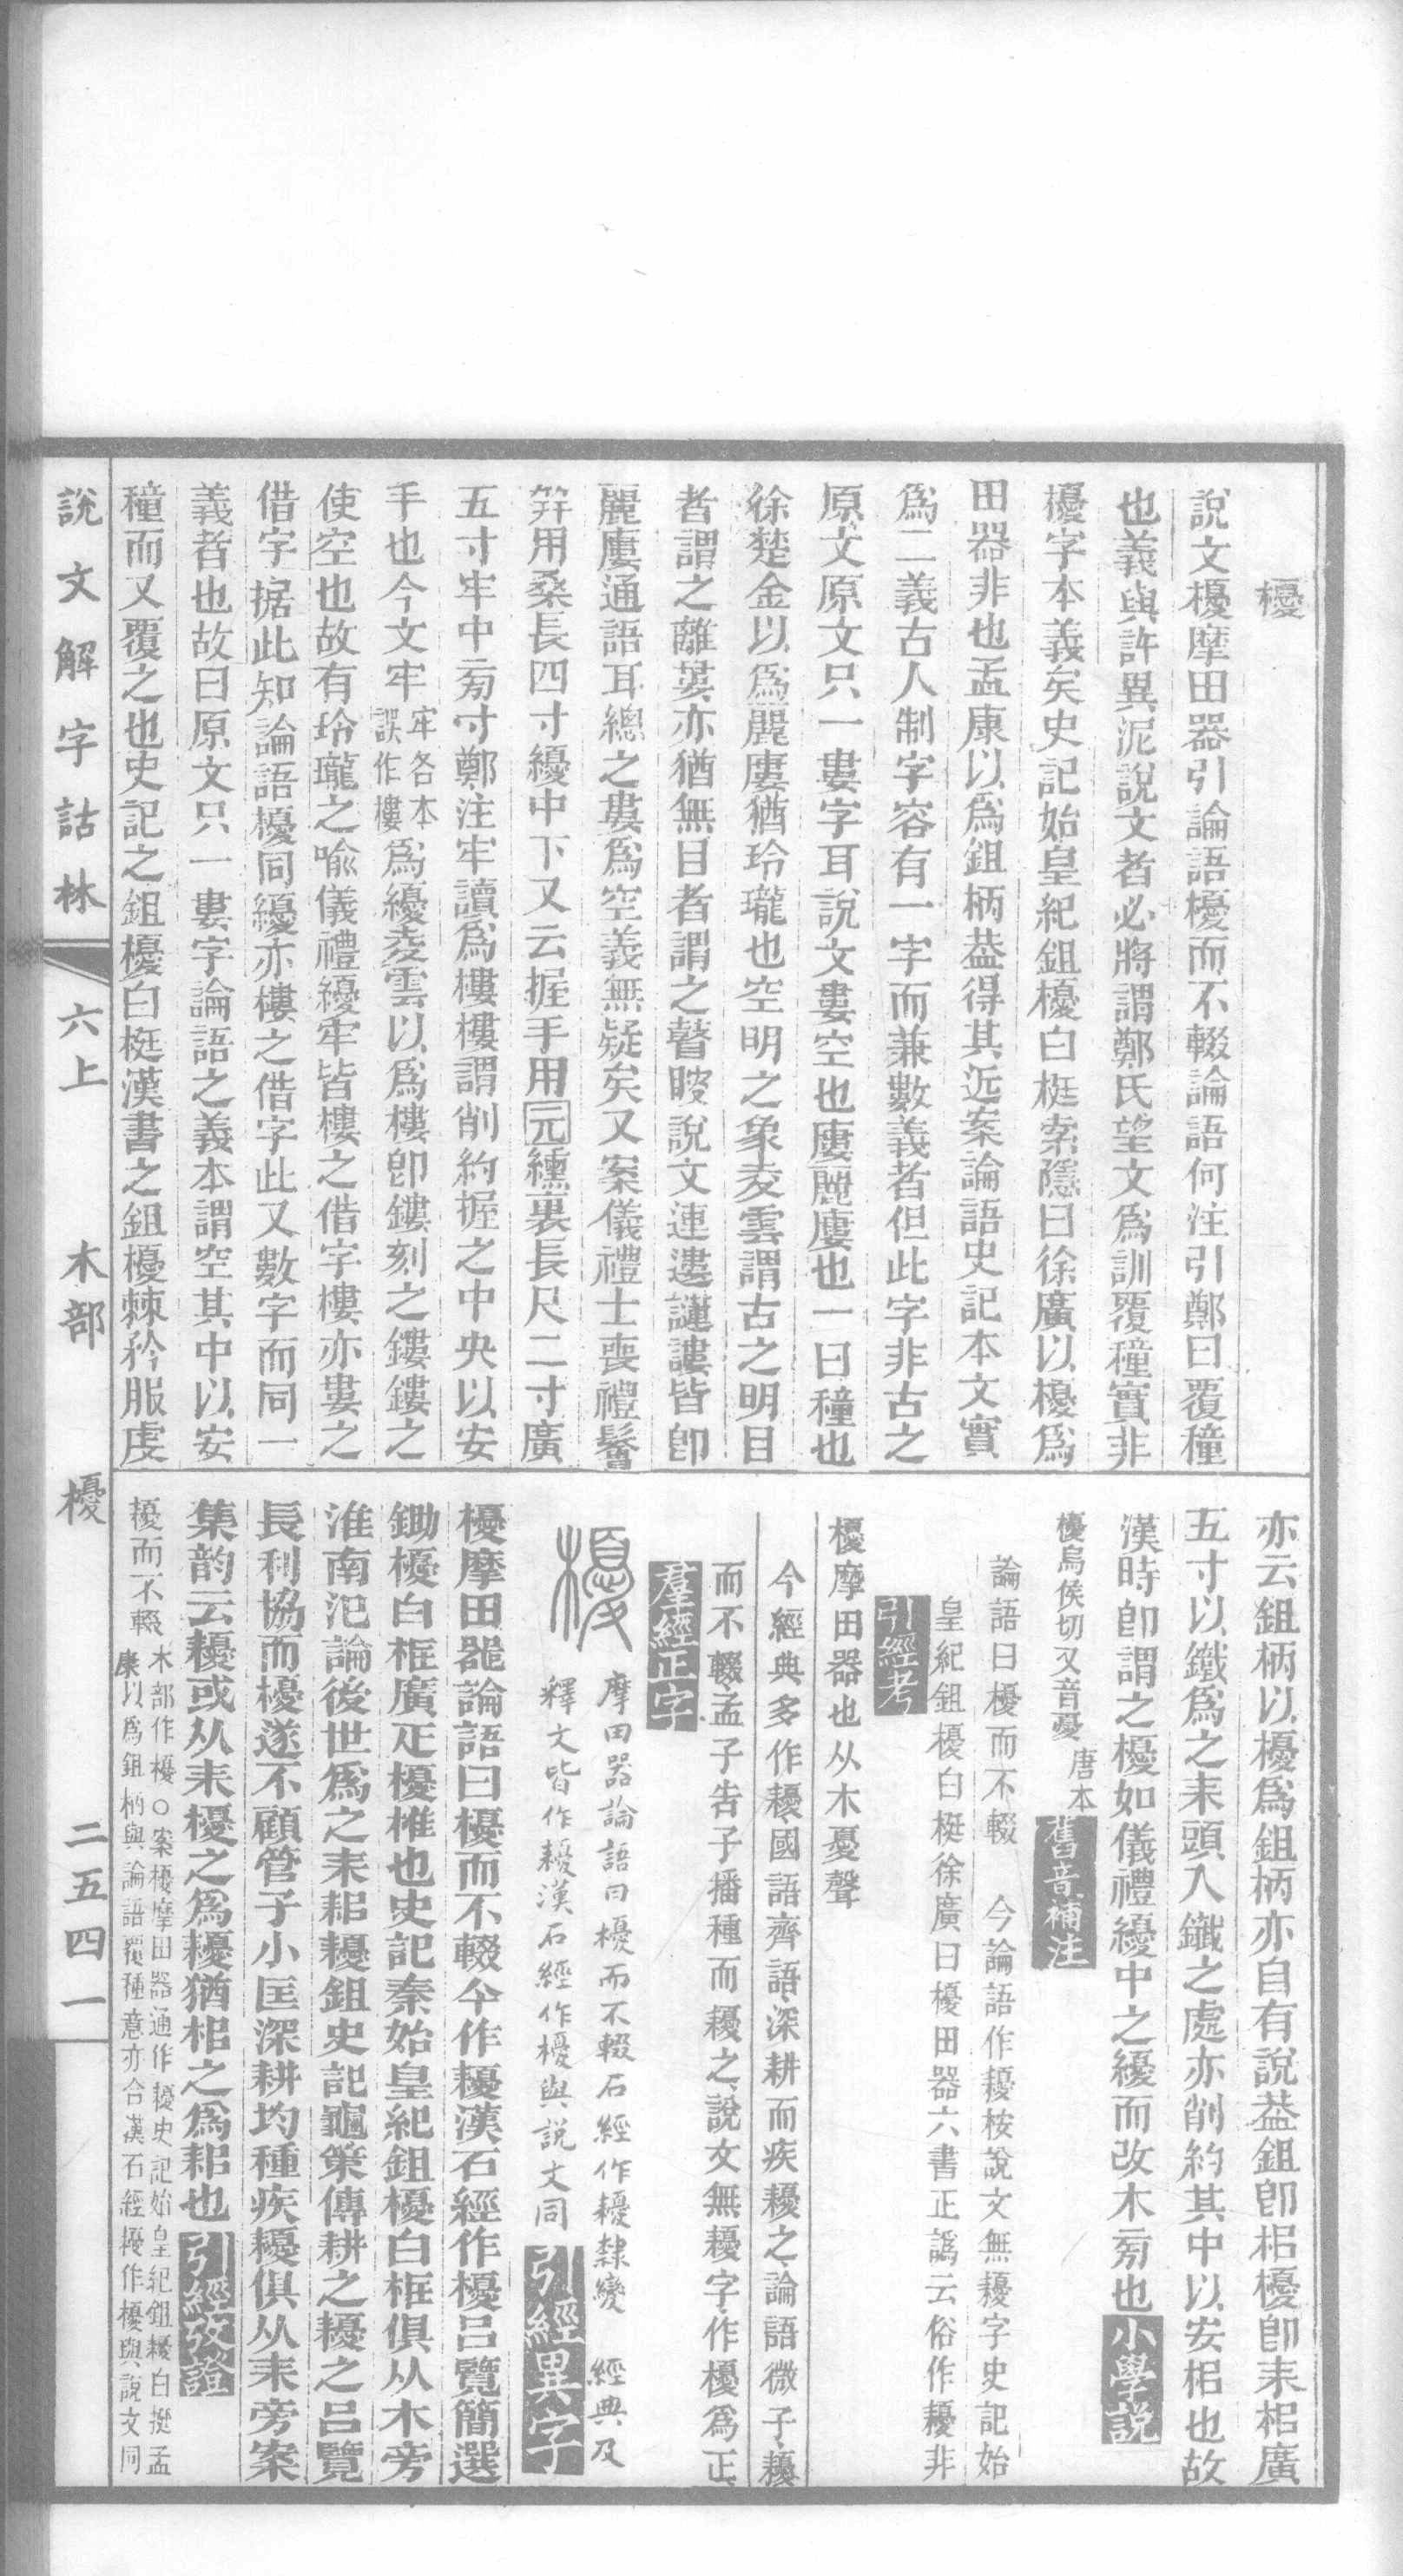 櫌
說文櫌摩田器引論語櫌而不輟論語何注引鄭曰覆種
也義與許異泥說文者必將謂鄭氏望文爲訓覆種實非
櫌字本義矣史記始皇紀鉏櫌白梃索隱曰徐廣以櫌爲
田器非也孟康以爲鉏柄葢得其近案論語史記本文實
爲二義古人制字容有一字而兼數義者但此字非古之
原文原文只一婁字耳說文婁空也廔麗廔也一曰種也
徐楚金以爲麗廔猶玲瓏也空明之象夌雲謂古之明目
者謂之離婁亦猶無目者謂之瞽𥈟說文連遱謰謱皆卽
麗廔通語耳總之婁爲空義無疑矣又案儀禮士喪禮鬠
笄用桑長四寸纋中下又云握手用元纁裏長尺二寸廣
五寸牢中㫄寸鄭注牢讀爲樓樓謂削約握之中央以安
手也今文牢牢各本誤作樓爲纋夌雲以爲樓卽鏤刻之鏤鏤之
使空也故有玲瓏之喩儀禮纋牢皆樓之借字樓亦婁之
借字據此知論語櫌同纋亦樓之借字此又數字而同一
義者也故曰原文只一婁字論語之義本謂空其中以安
種而又覆之也史記之鉏櫌白梃漢書之鉏櫌棘矜服虔
亦云鉏柄以櫌爲鉏柄亦自有說葢鉏卽枱櫌卽耒枱廣
五寸以鐵爲之耒頭入鐵之處亦削約其中以安枱也故
漢時卽謂之櫌如儀禮纋中之纋而改木㫄也小學說
櫌烏侯切又音憂唐本舊音補注
論語曰櫌而不輟　今論語作耰桉說文無耰字史記始
皇紀鉏櫌白梃徐廣曰櫌田器六書正譌云俗作耰非
引經考
櫌摩田器也从木憂聲
今經典多作耰國語齊語深耕而疾耰之論語微子耰
而不輟孟子告子播種而耰之說文無耰字作櫌爲正
羣經正字
櫌
摩田器論語曰櫌而不輟石經作耰隸變　經典及
釋文皆作耰漢石經作櫌與說文同引經異字
櫌摩田器論語曰櫌而不輟今作耰漢石經作櫌呂覽簡選
鋤櫌白梃廣疋櫌椎也史記秦始皇紀鉏櫌白梃俱从木旁
淮南氾論後世爲之耒耜耰鉏史記龜策傳耕之耰之呂覽
長利協而櫌遂不顧管子小匡深耕均種疾耰俱从耒旁案
集韵云耰或从耒櫌之爲耰猶枱之爲耜也引經攷證
櫌而不輟木部作櫌○案櫌摩田器通作耰史記始皇紀鉏耰白梃孟康以爲鉏柄與論語覆種意亦合漢石經耰作櫌與說文同
說文解字詁林　六上　木部　櫌　二五四一